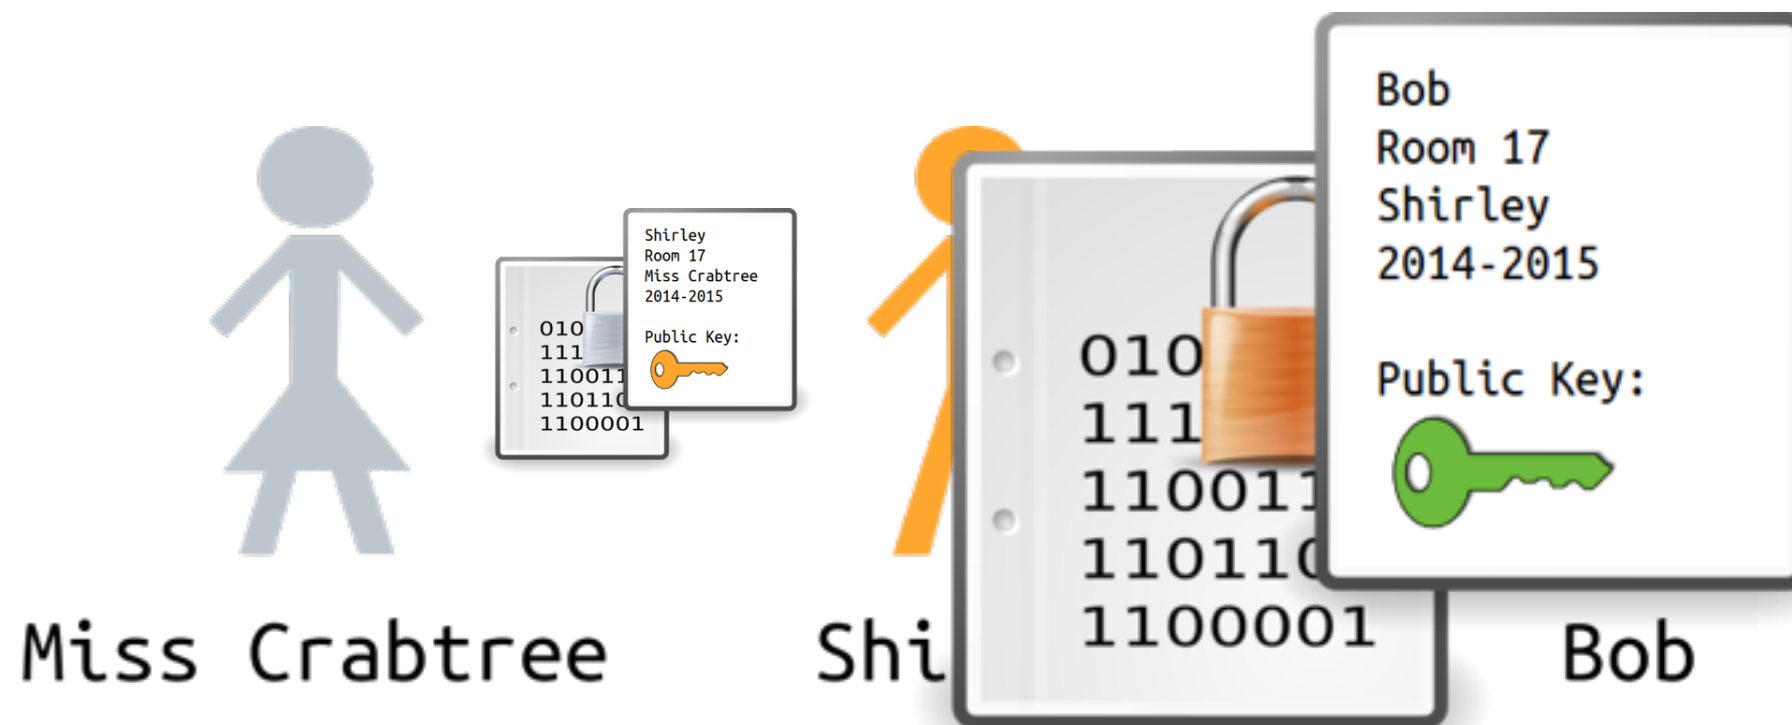 Shirley
Room 17
Miss Crabtree
2014-2015
Public Key:
010
111
110011
110110
1100001
Bob
Room 17
Shirley
2014-2015
Public Key:
010
111
110011
110110
1100001
Miss Crabtree
Shi
Bob